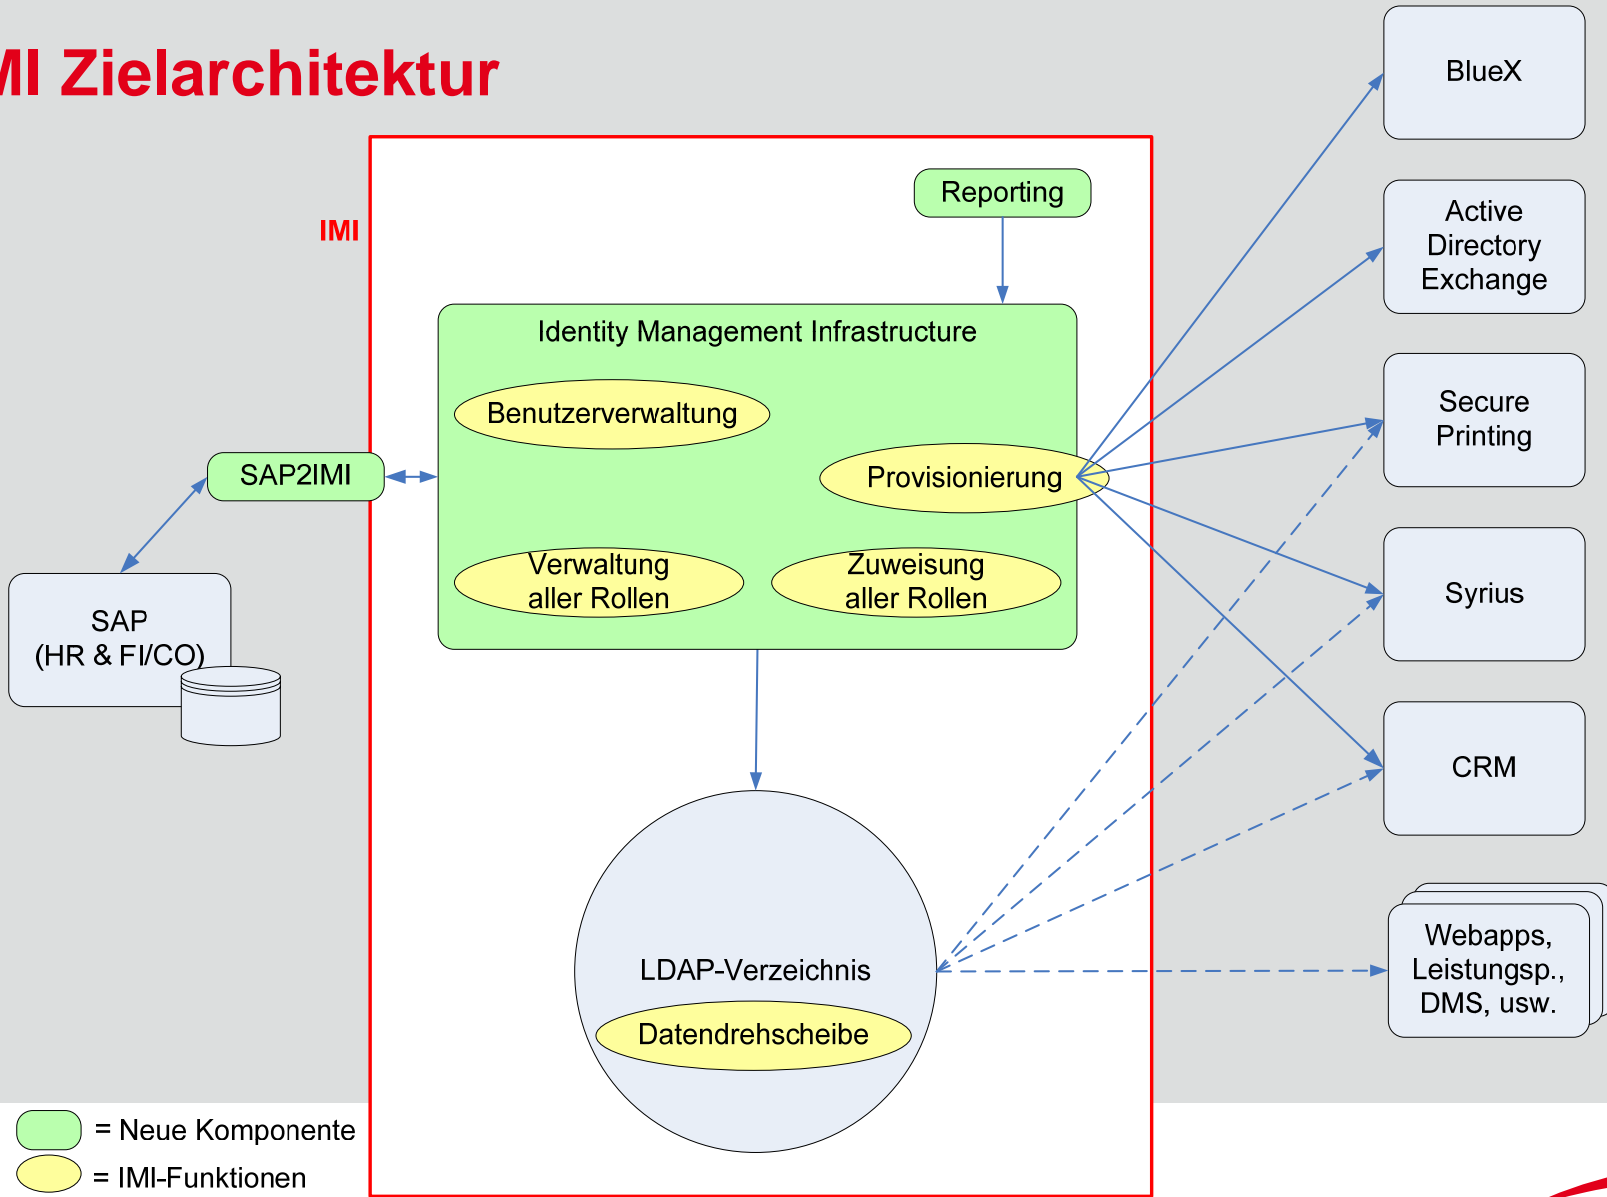 MI Zielarchitektur
IMI
Reporting
Identity Management Infrastructure
Benutzerverwaltung
Provisionierung
Verwaltung
aller Rollen
Zuweisung
aller Rollen
SAP2IMI
SAP
(HR & FI/CO)
LDAP-Verzeichnis
Datendrehscheibe
BlueX
Active
Directory
Exchange
Secure
Printing
Syrius
CRM
Webapps,
Leistungsp.,
DMS, usw.
= Neue Komponente
= IMI-Funktionen